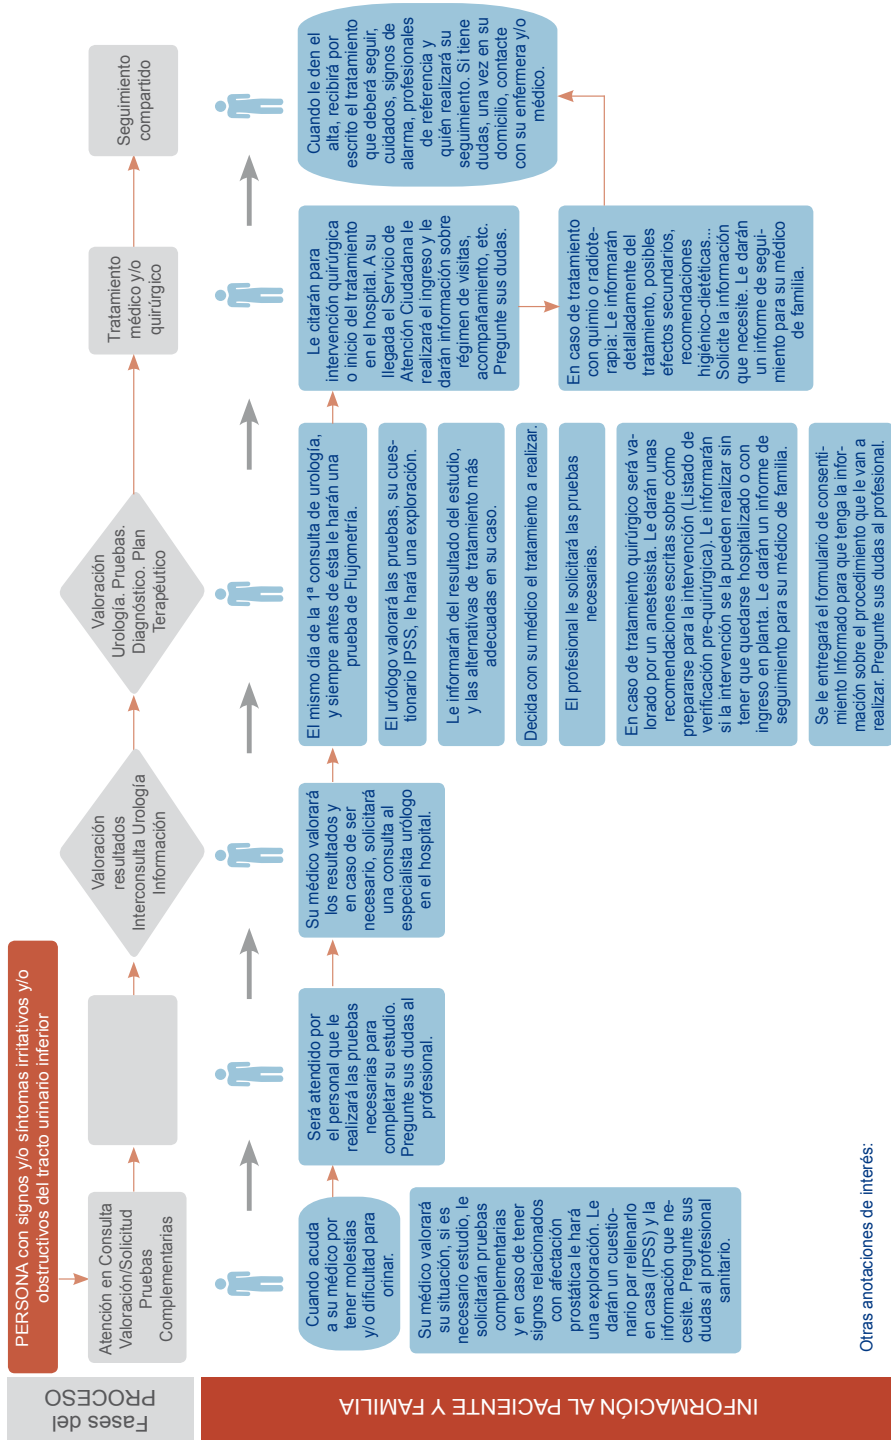 Fases del
PROCESO
PERSONA con signos y/o síntomas irritativos y/o
obstructivos del tracto urinario inferior
Atención en Consulta
Valoración/Solicitud
Pruebas
Complementarias
Valoración
resultados
Interconsulta Urología
Información
Valoración
Urología. Pruebas.
Diagnóstico. Plan
Terapéutico
Tratamiento
médico y/o
quirúrgico
Seguimiento
compartido
INFORMACIÓN AL PACIENTE Y FAMILIA
Cuando acuda
a su médico por
tener molestias
y/o dificultad para
orinar.
Su médico valorará
su situación, si es
necesario estudio, le
solicitarán pruebas
complementarias
y en caso de tener
signos relacionados
con afectación
prostática le hará
una exploración. Le
darán un cuestio-
nario par rellenarlo
en casa (IPSS) y la
información que ne-
cesite. Pregunte sus
dudas al profesional
sanitario.
Será atendido por
el personal que le
realizará las pruebas
necesarias para
completar su estudio.
Pregunte sus dudas al
profesional.
Su médico valorará
los resultados y
en caso de ser
necesario, solicitará
una consulta al
especialista urólogo
en el hospital.
El mismo día de la 1ª consulta de urología,
y siempre antes de ésta le harán una
prueba de Flujometría.
El urólogo valorará las pruebas, su cues-
tionario IPSS, le hará una exploración.
Le informarán del resultado del estudio,
y las alternativas de tratamiento más
adecuadas en su caso.
Decida con su médico el tratamiento a realizar.
El profesional le solicitará las pruebas
necesarias.
En caso de tratamiento quirúrgico será va-
lorado por un anestesista. Le darán unas
recomendaciones escritas sobre cómo
prepararse para la intervención (Listado de
verificación pre-quirúrgica). Le informarán
si la intervención se la pueden realizar sin
tener que quedarse hospitalizado o con
ingreso en planta. Le darán un informe de
seguimiento para su médico de familia.
Se le entregará el formulario de consenti-
miento Informado para que tenga la infor-
mación sobre el procedimiento que le van a
realizar. Pregunte sus dudas al profesional.
Le citarán para
intervención quirúrgica
o inicio del tratamiento
en el hospital. A su
llegada el Servicio de
Atención Ciudadana le
realizará el ingreso y le
darán información sobre
régimen de visitas,
acompañamiento, etc.
Pregunte sus dudas.
En caso de tratamiento
con quimio o radiote-
rapia: Le informarán
detalladamente del
tratamiento, posibles
efectos secundarios,
recomendaciones
higiénico-dietéticas...
Solicite la información
que necesite. Le darán
un informe de segui-
miento para su médico
de familia.
Cuando le den el
alta, recibirá por
escrito el tratamiento
que deberá seguir,
cuidados, signos de
alarma, profesionales
de referencia y
quién realizará su
seguimiento. Si tiene
dudas, una vez en su
domicilio, contacte
con su enfermera y/o
médico.
Otras anotaciones de interés: